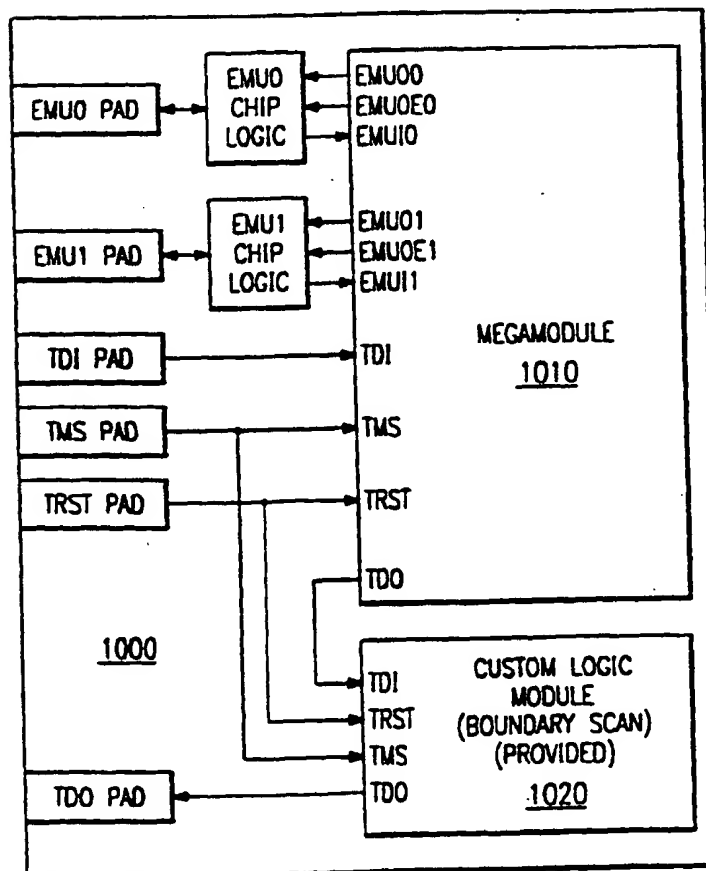 EMU0 PAD
EMU0
CHIP
LOGIC
EMU00
EMU0E0
EMUI0
EMU1 PAD
EMU1
CHIP
LOGIC
EMU01
EMU0E1
EMUI1
MEGAMODULE
1010
TDI PAD
TDI
TMS PAD
TMS
TRST PAD
TRST
TDO
1000
TDI
TRST
TMS
TDO
CUSTOM LOGIC
MODULE
(BOUNDARY SCAN)
(PROVIDED)
1020
TDO PAD